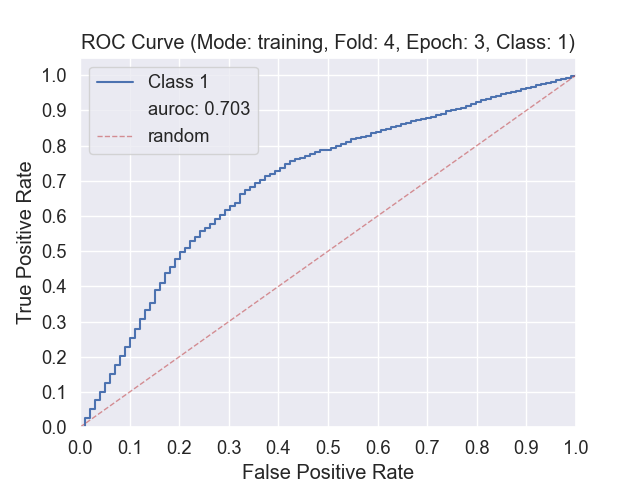 ROC Curve (Mode: training, Fold: 4, Epoch: 3, Class: 1)
Class 1
auroc: 0.703
random
True Positive Rate
1.0
0.9
0.8
0.7
0.6
0.5
0.4
0.3
0.2
0.1
0.0
0.0 0.1 0.2 0.3 0.4 0.5 0.6 0.7 0.8 0.9 1.0
False Positive Rate